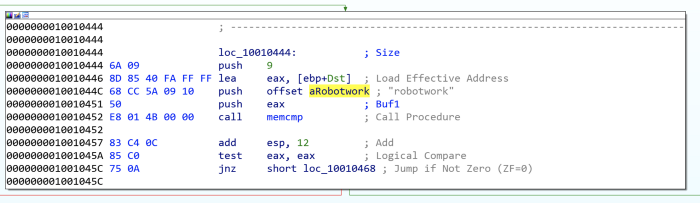 0000000010010444 ; ---------------------------------------------------------------------------
0000000010010444
0000000010010444 loc_10010444: ; Size
0000000010010444 6A 09 push 9
0000000010010446 8D 85 40 FA FF FF lea eax, [ebp+Dst] ; Load Effective Address
000000001001044C 68 CC 5A 09 10 push offset aRobotwork ; "robotwork"
0000000010010451 50 push eax ; Buf1
0000000010010452 E8 01 4B 00 00 call memcmp ; Call Procedure
0000000010010452
0000000010010457 83 C4 0C add esp, 12 ; Add
000000001001045A 85 C0 test eax, eax ; Logical Compare
000000001001045C 75 0A jnz short loc_10010468 ; Jump if Not Zero (ZF=0)
000000001001045C